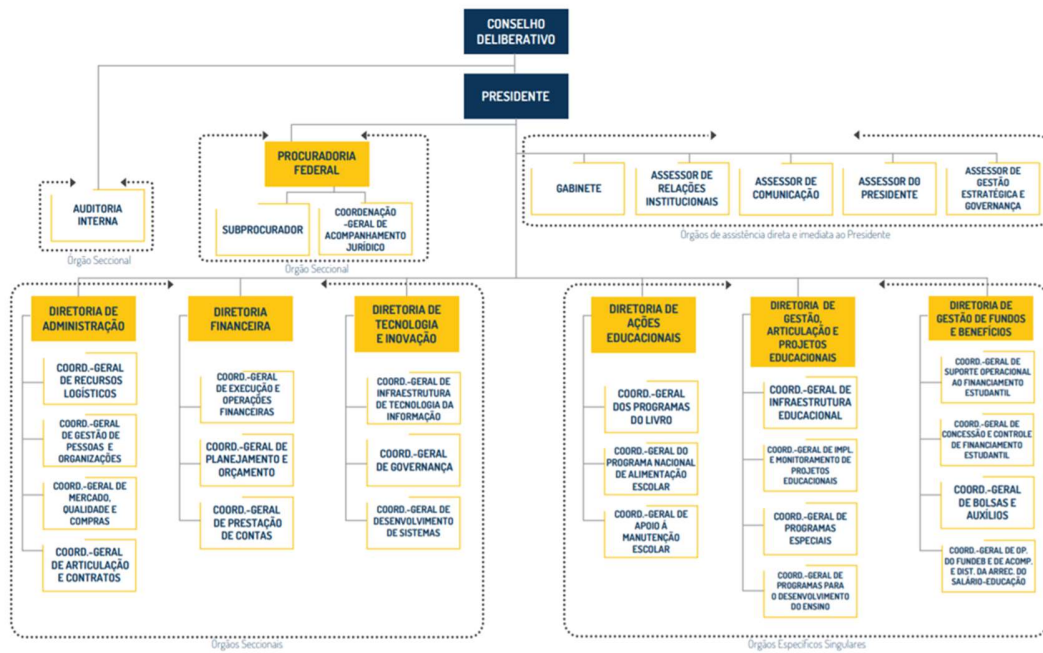 CONSELHO
DELIBERATIVO
PRESIDENTE
PROCURADORIA
FEDERAL
SUBPROCURADOR
COORDENAÇÃO
-GERAL DE
ACOMPANHAMENTO
JURÍDICO
Órgão Seccional
AUDITORIA
INTERNA
Órgão Seccional
GABINETE
ASSESSOR DE
RELAÇÕES
INSTITUCIONAIS
ASSESSOR DE
COMUNICAÇÃO
ASSESSOR DO
PRESIDENTE
ASSESSOR DE
GESTÃO
ESTRATÉGICA E
GOVERNANÇA
Órgãos de assistência direta e imediata ao Presidente
DIRETORIA DE
ADMINISTRAÇÃO
COORD.-GERAL
DE RECURSOS
LOGÍSTICOS
COORD.-GERAL
DE GESTÃO DE
PESSOAS E
ORGANIZAÇÕES
COORD.-GERAL DE
MERCADO,
QUALIDADE E
COMPRAS
COORD.-GERAL
DE ARTICULAÇÃO
E CONTRATOS
DIRETORIA
FINANCEIRA
COORD.-GERAL
DE EXECUÇÃO E
OPERAÇÕES
FINANCEIRAS
COORD.-GERAL DE
PLANEJAMENTO E
ORÇAMENTO
COORD.-GERAL
DE PRESTAÇÃO
DE CONTAS
DIRETORIA DE
TECNOLOGIA
E INOVAÇÃO
COORD.-GERAL DE
INFRAESTRUTURA
DE TECNOLOGIA DA
INFORMAÇÃO
COORD.-GERAL
DE GOVERNANÇA
COORD.-GERAL
DE DESENVOLVIMENTO
DE SISTEMAS
Órgãos Seccionais
DIRETORIA DE
AÇÕES
EDUCACIONAIS
COORD.-GERAL
DOS PROGRAMAS
DO LIVRO
COORD.-GERAL DO
PROGRAMA NACIONAL
DE ALIMENTAÇÃO
ESCOLAR
COORD.-GERAL DE
APOIO Á
MANUTENÇÃO
ESCOLAR
DIRETORIA DE
GESTÃO,
ARTICULAÇÃO E
PROJETOS
EDUCACIONAIS
COORD.-GERAL DE
INFRAESTRUTURA
EDUCACIONAL
COORD.-GERAL DE IMPL.
E MONITORAMENTO DE
PROJETOS
EDUCACIONAIS
COORD.-GERAL DE
PROGRAMAS
ESPECIAIS
COORD.-GERAL DE
PROGRAMAS PARA
O DESENVOLVIMENTO
DO ENSINO
DIRETORIA DE
GESTÃO DE FUNDOS
E BENEFÍCIOS
COORD.-GERAL DE
SUPORTE OPERACIONAL
AO FINANCIAMENTO
ESTUDANTIL
COORD.-GERAL DE
CONCESSÃO E CONTROLE
DE FINANCIAMENTO
ESTUDANTIL
COORD.-GERAL
DE BOLSAS E
AUXÍLIOS
COORD.-GERAL DE OP.
DO FUNDEB E DE ACOMP.
E DIST. DA ARREC. DO
SALÁRIO-EDUCAÇÃO
Órgãos Específicos Singulares